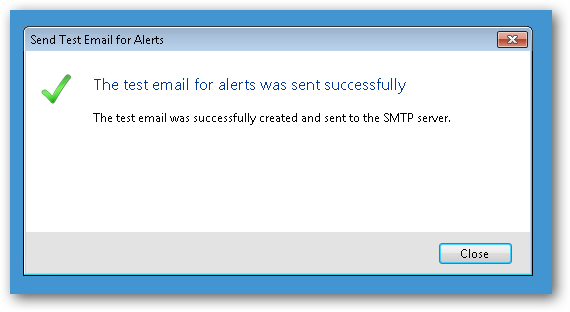 Send Test Email for Alerts
The test email for alerts was sent successfully
The test email was successfully created and sent to the SMTP server.
Close